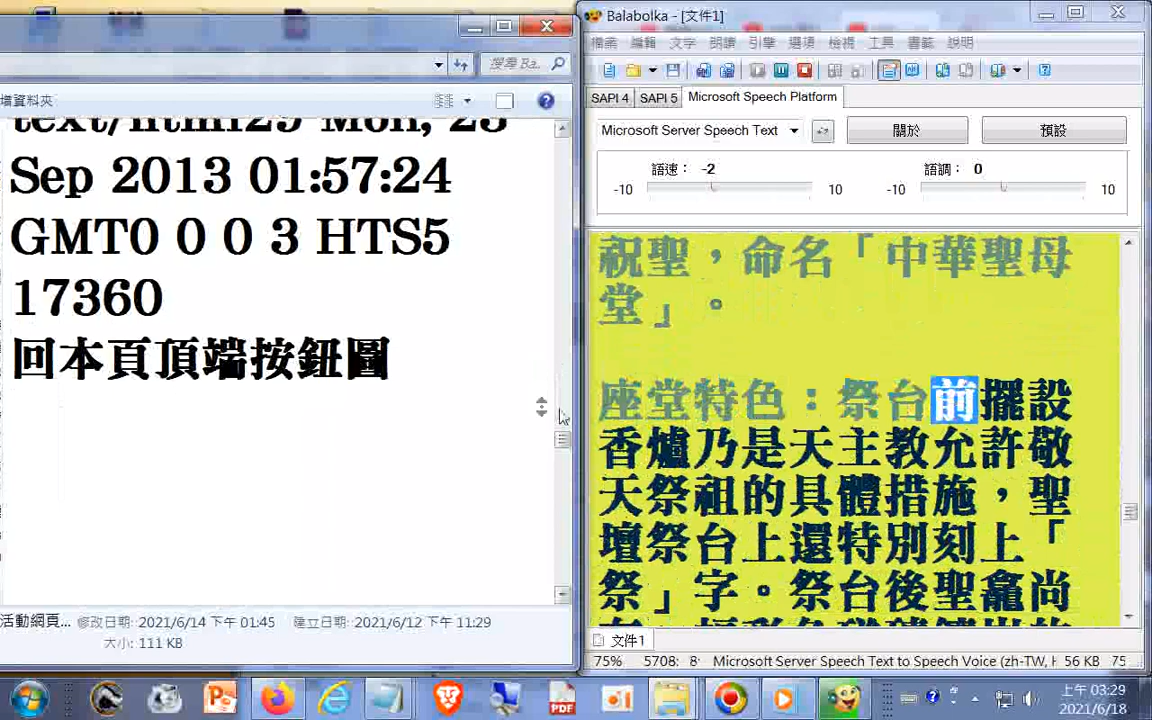 搜尋 Ba...
增資料夾
text/html29 Mon, 23
Sep 2013 01:57:24
GMT0 0 0 3 HTS5
17360
回本頁頂端按鈕圖
活動網頁... 修改日期: 2021/6/14 下午 01:45 建立日期: 2021/6/12 下午 11:29
大小: 111 KB
Balabolka - [文件1]
檔案 編輯 文字 朗讀 引擎 選項 檢視 工具 書籤 說明
SAPI 4 SAPI 5 Microsoft Speech Platform
Microsoft Server Speech Text 關於 預設
語速： -2 語調： 0
-10 10 -10 10
祝聖，命名「中華聖母
堂」。
座堂特色：祭台前擺設
香爐乃是天主教允許敬
天祭祖的具體措施，聖
壇祭台上還特別刻上「
祭」字。祭台後聖龕尚
文件1
75% 5708: 8 Microsoft Server Speech Text to Speech Voice (zh-TW, H 56 KB 75
上午 03:29
2021/6/18